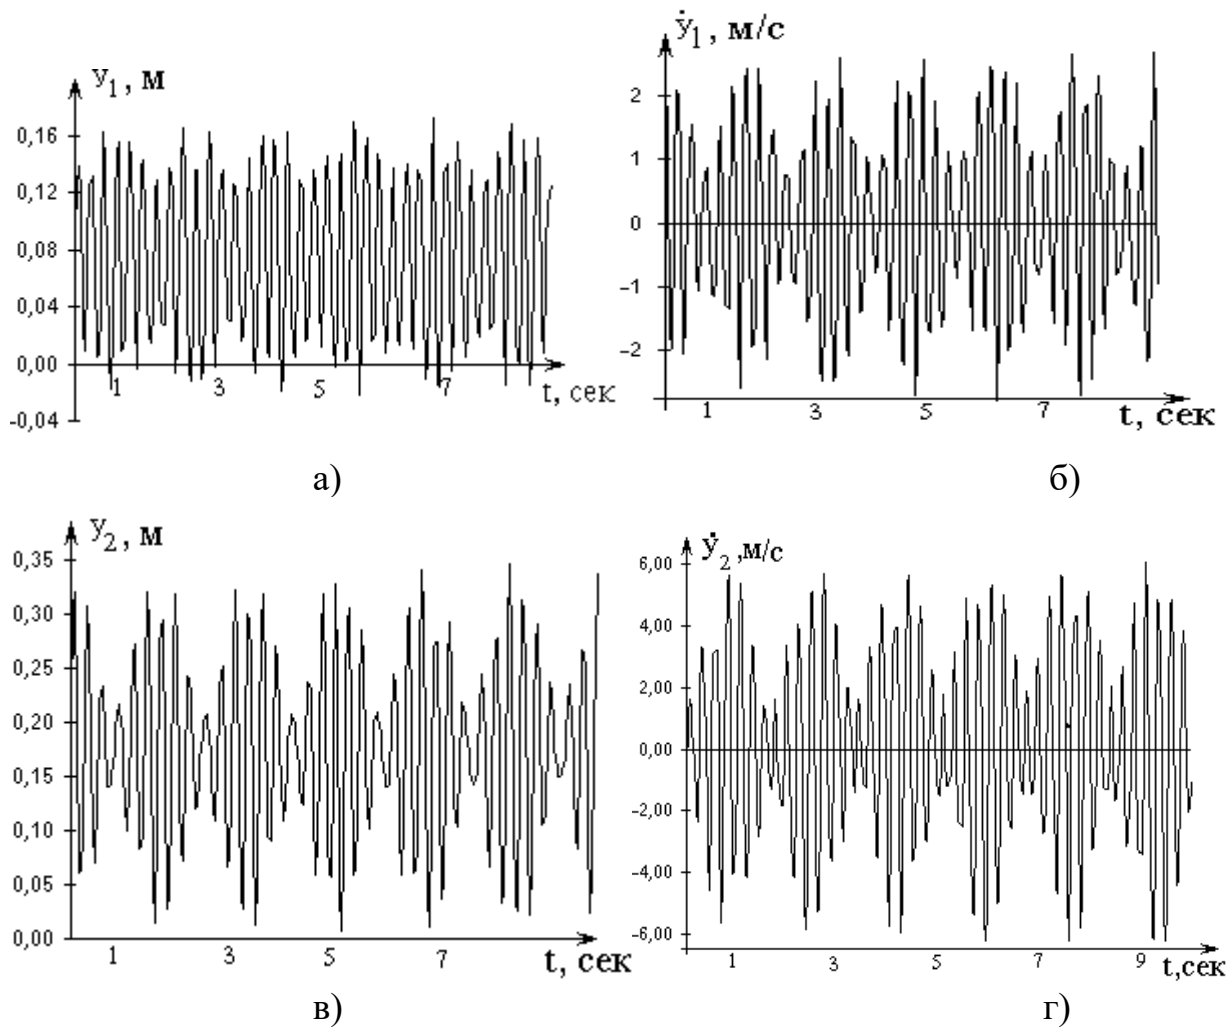 y1, м
0,16
0,12
0,08
0,04
0,00
-0,04
1 3 5 7
t, сек
а)
ẏ1, м/с
2
1
0
-1
-2
1 3 5 7
t, сек
б)
y2, м
0,35
0,30
0,25
0,20
0,15
0,10
0,05
0,00
1 3 5 7
t, сек
в)
ẏ2,м/с
6,00
4,00
2,00
0,00
-2,00
-4,00
-6,00
1 3 5 7 9
t,сек
г)